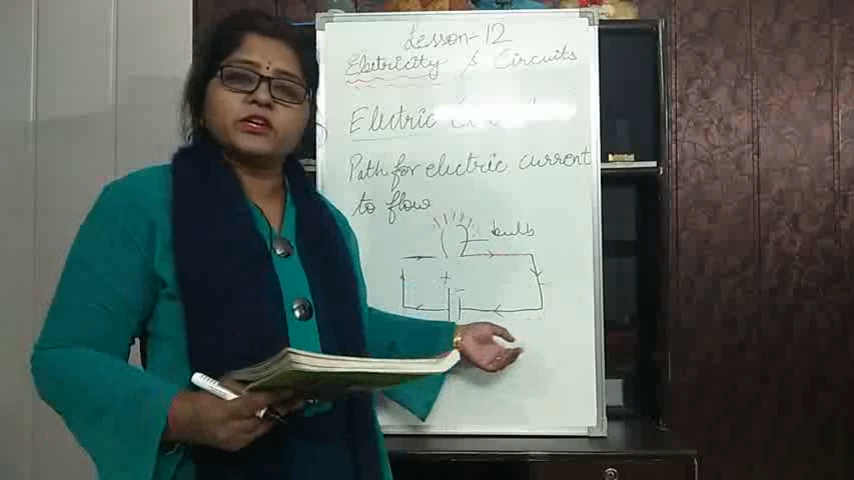 Lesson-12
Electricity & Circuits
Electric
Path for electric current
to flow
bulb
+ -